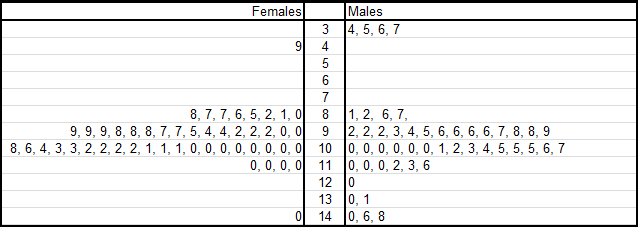 Females Males
3 4, 5, 6, 7
9 4
5
6
7
8, 7, 7, 6, 5, 2, 1, 0 8 1, 2, 6, 7,
9, 9, 9, 8, 8, 8, 7, 7, 5, 4, 4, 2, 2, 2, 0, 0 9 2, 2, 2, 3, 4, 5, 6, 6, 6, 6, 7, 8, 8, 9
8, 6, 4, 3, 3, 2, 2, 2, 2, 1, 1, 1, 0, 0, 0, 0, 0, 0, 0, 0 10 0, 0, 0, 0, 0, 0, 1, 2, 3, 4, 5, 5, 5, 6, 7
0, 0, 0, 0 11 0, 0, 0, 2, 3, 6
12 0
13 0, 1
0 14 0, 6, 8